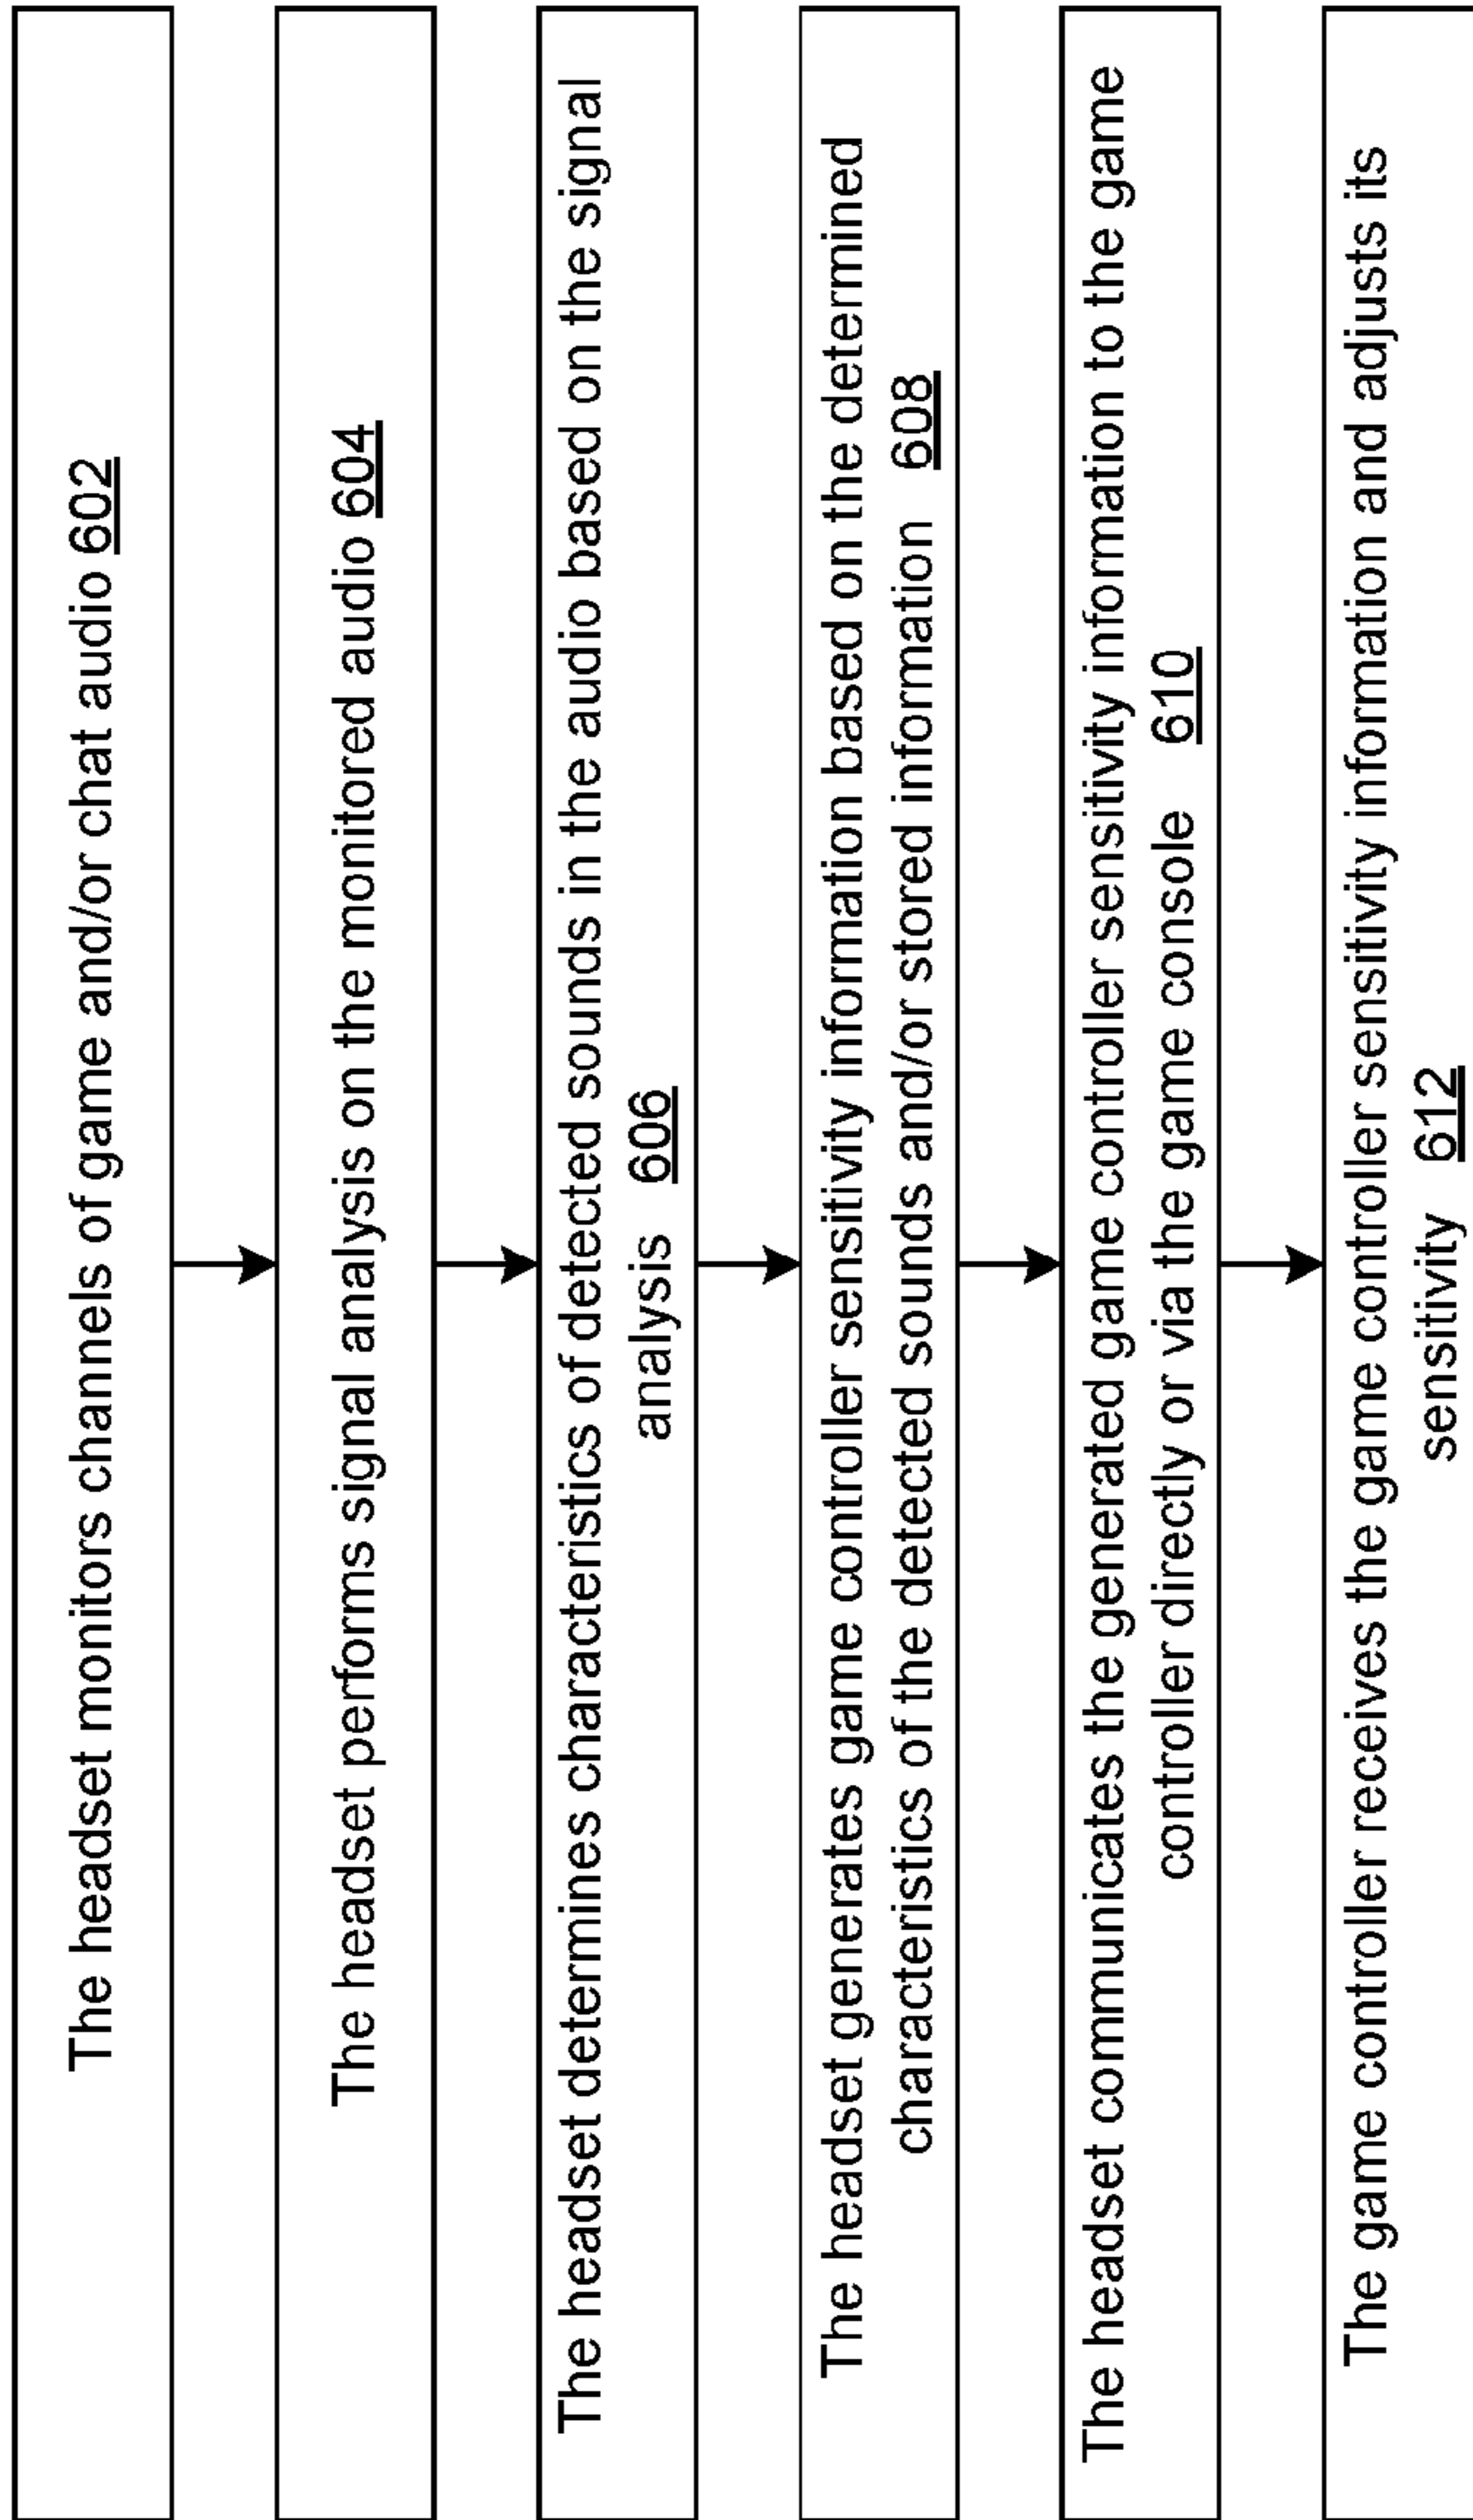 The headset monitors channels of game and/or chat audio 602
The headset performs signal analysis on the monitored audio 604
The headset determines characteristics of detected sounds in the audio based on the signal
analysis 606
The headset generates game controller sensitivity information based on the determined
characteristics of the detected sounds and/or stored information 608
The headset communicates the generated game controller sensitivity information to the game
controller directly or via the game console 610
The game controller receives the game controller sensitivity information and adjusts its
sensitivity 612